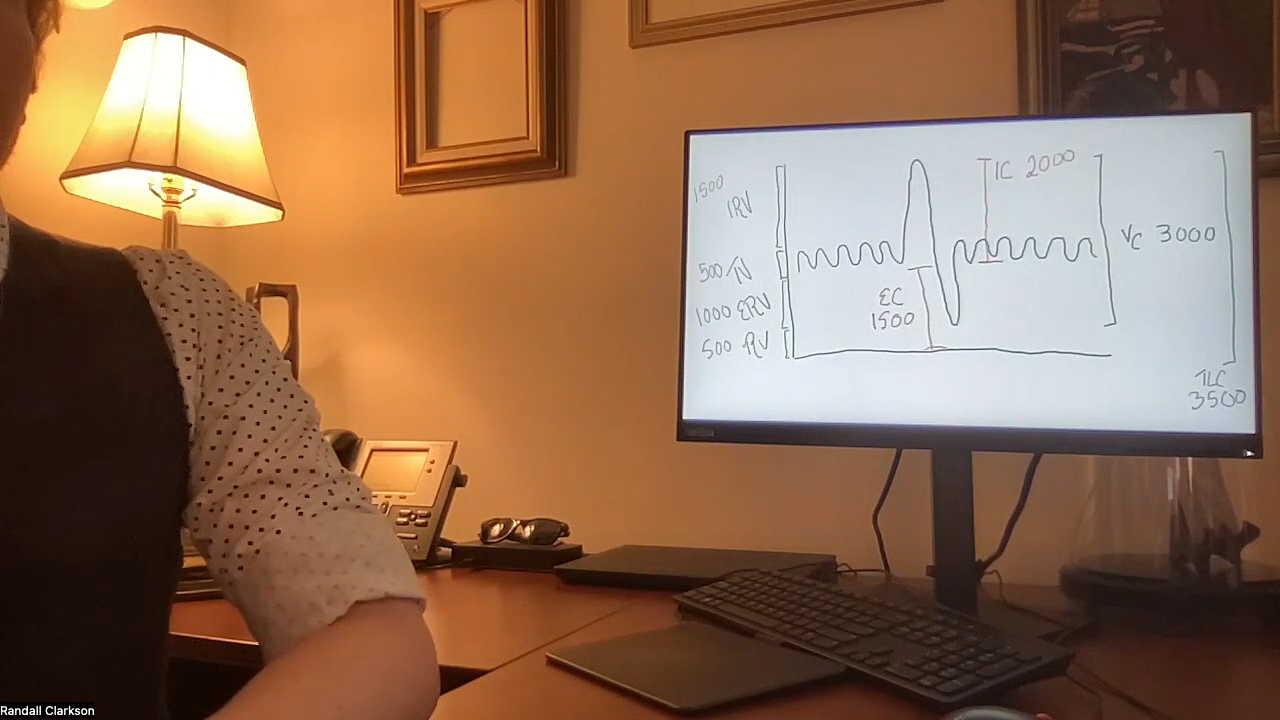 1500
IRV
500 TV
1000 ERV
500 RV
EC
1500
IC 2000
VC 3000
TLC
3500
Randall Clarkson